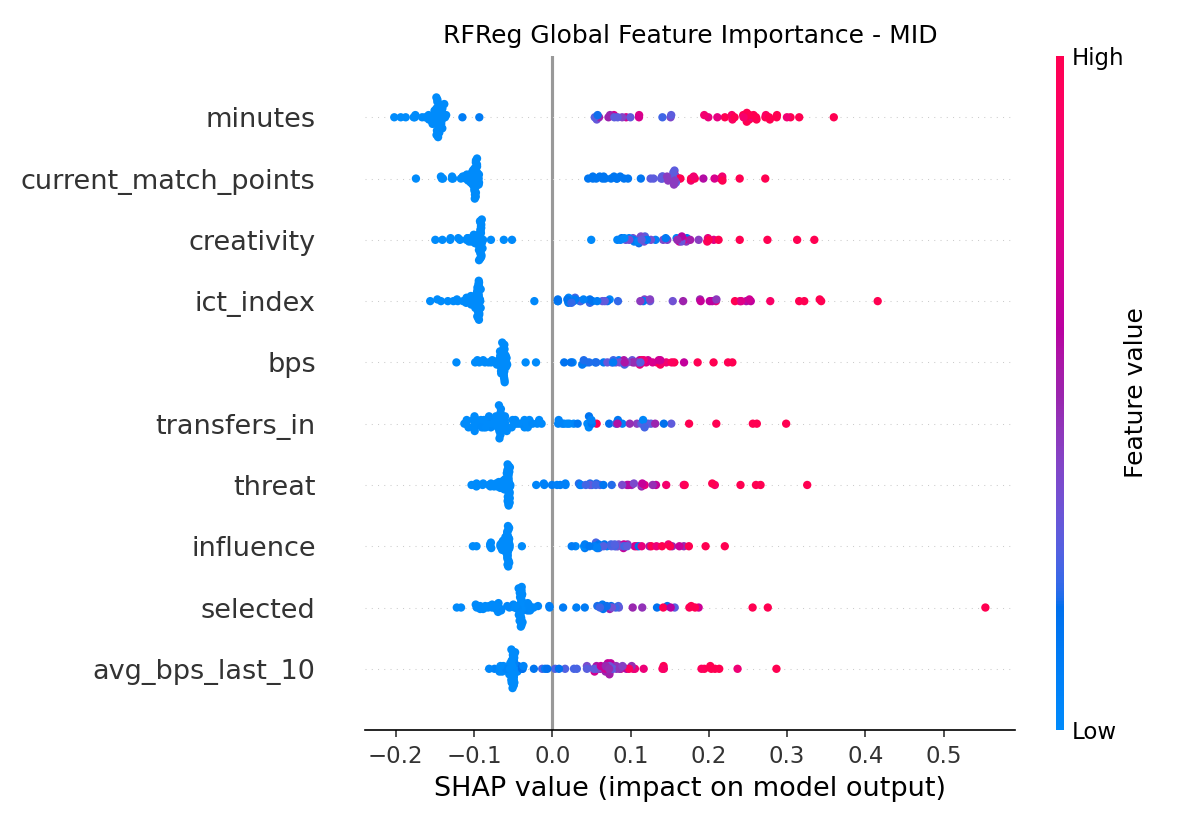 RFReg Global Feature Importance - MID
High
minutes
current_match_points
creativity
ict_index
bps
transfers_in
threat
influence
selected
avg_bps_last_10
Feature value
Low
−0.2 −0.1 0.0 0.1 0.2 0.3 0.4 0.5
SHAP value (impact on model output)